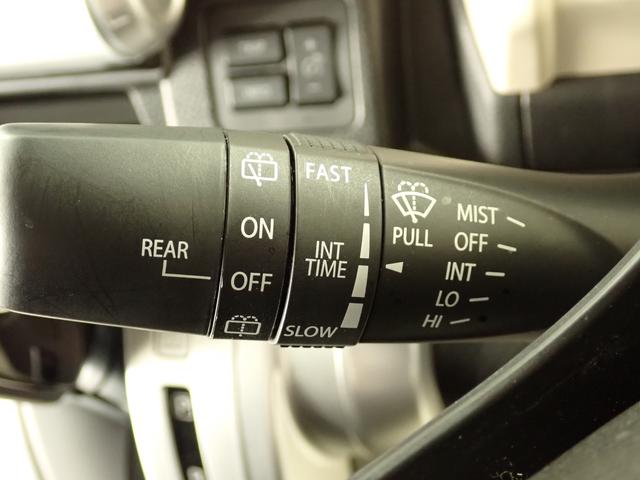 FAST
ON
INT
TIME
REAR
OFF
SLOW
PULL
MIST
OFF
INT
LO
HI